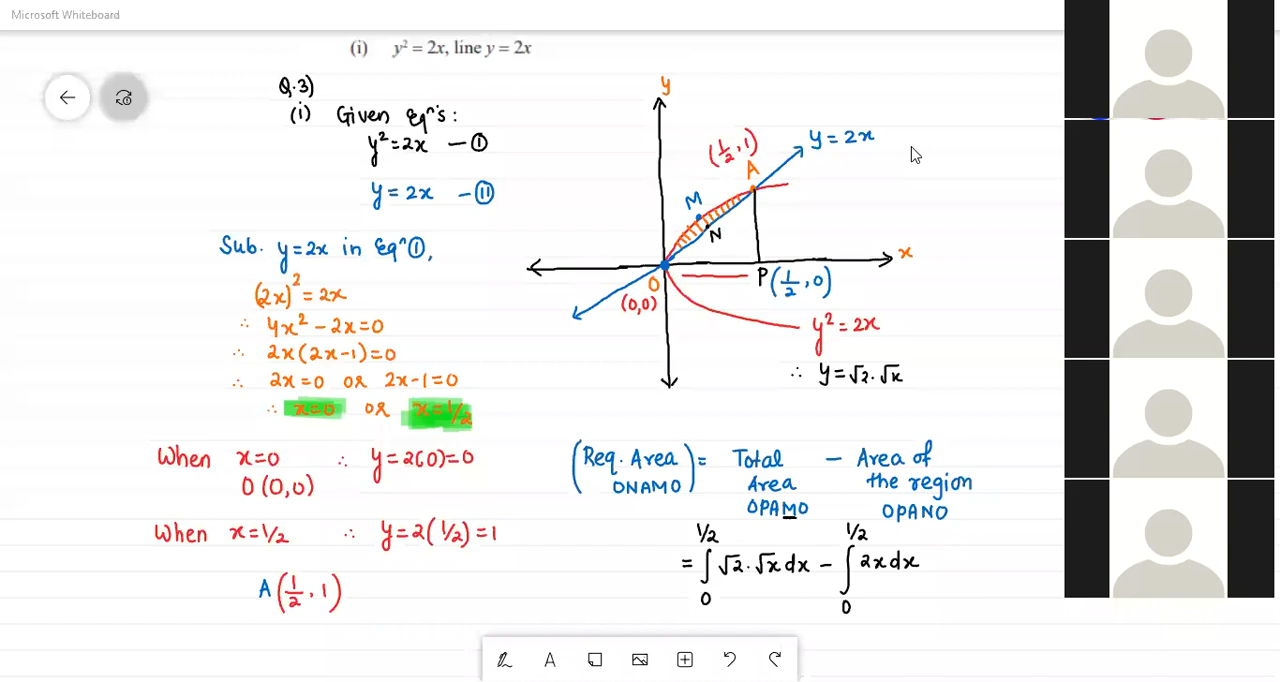 Microsoft Whiteboard
(i) y² = 2x, line y = 2x
Q.3)
(i) Given Eqⁿ's:
y²=2x — ①
y = 2x — ⑪
Sub. y=2x in Eqⁿ ①,
(2x)² = 2x
∴ 4x² − 2x = 0
∴ 2x(2x−1) = 0
∴ 2x=0 or 2x−1=0
∴ x=0 or x=1/2
When x=0 ∴ y=2(0)=0
O (0,0)
When x=1/2 ∴ y=2(1/2)=1
A(1/2, 1)
y
(1/2, 1)
y = 2x
A
M
N
x
O
(0,0)
P(1/2, 0)
y² = 2x
∴ y=√2.√x
(Req. Area) = Total − Area of
ONAMO Area the region
OPAMO OPANO
= ∫₀^1/2 √2.√x dx − ∫₀^1/2 2x dx
A